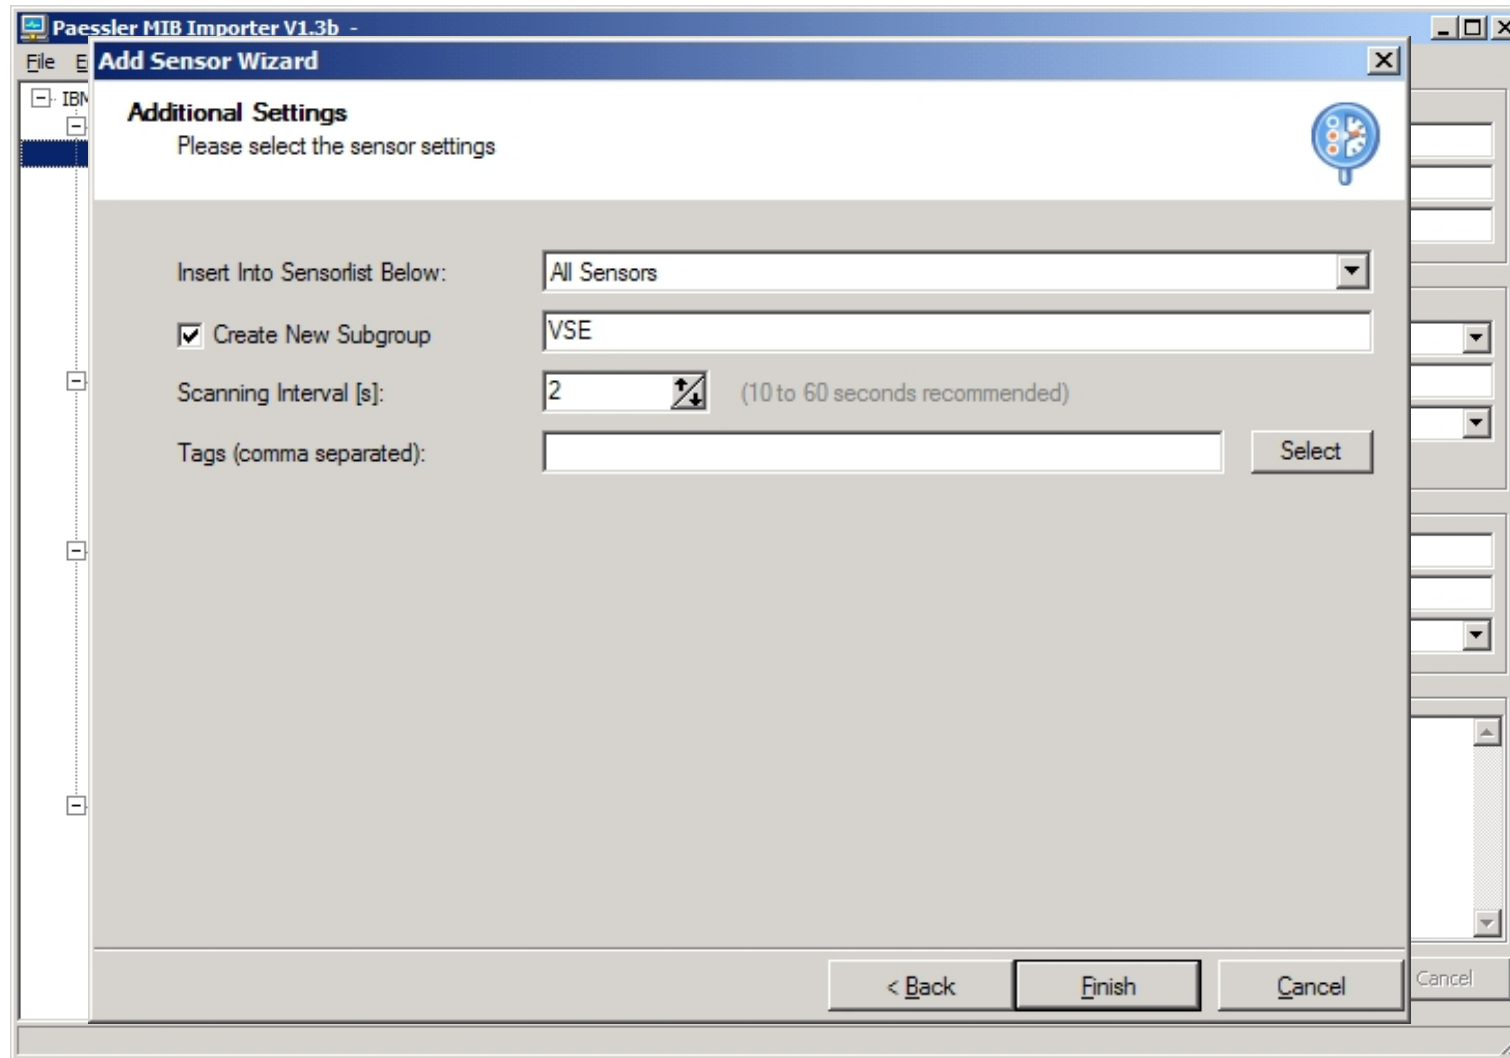 Paessler MIB Importer V1.3b -
File E
Add Sensor Wizard
IBM
Additional Settings
Please select the sensor settings
Insert Into Sensorlist Below: All Sensors
Create New Subgroup VSE
Scanning Interval [s]: 2 (10 to 60 seconds recommended)
Tags (comma separated): Select
< Back Finish Cancel
Cancel